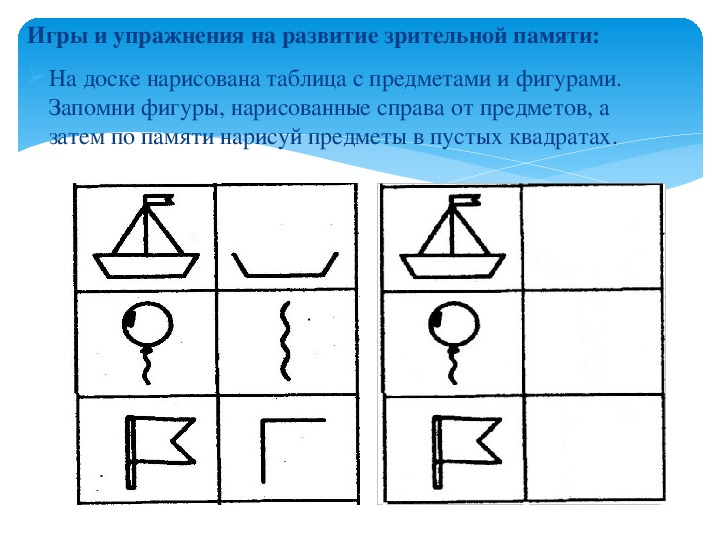 Игры и упражнения на развитие зрительной памяти:
На доске нарисована таблица с предметами и фигурами.
Запомни фигуры, нарисованные справа от предметов, а
затем по памяти нарисуй предметы в пустых квадратах.